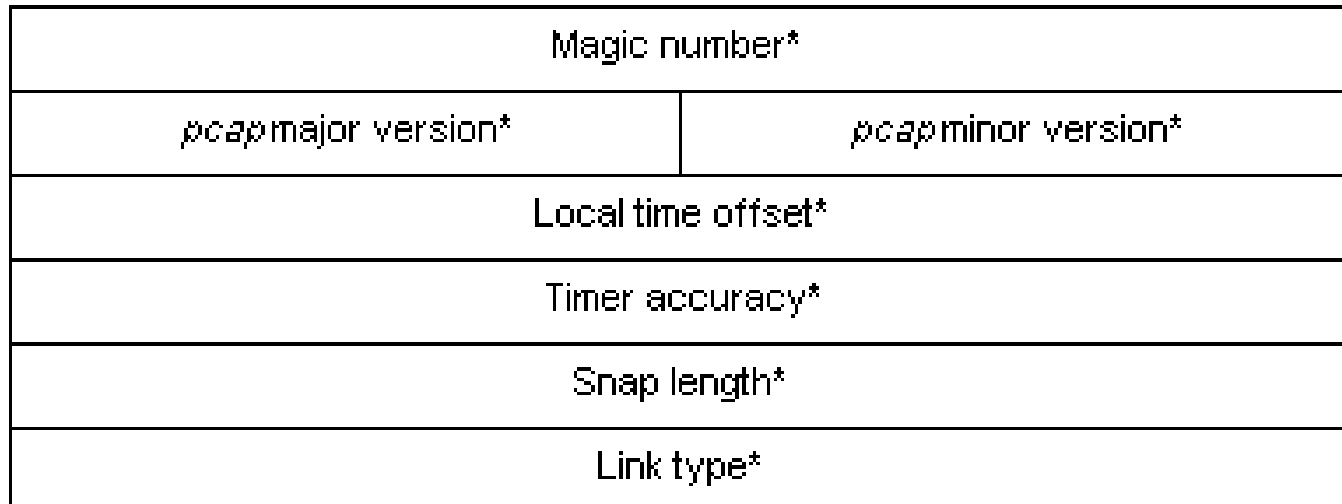 Magic number*
pcap major version* pcap minor version*
Local time offset*
Timer accuracy*
Snap length*
Link type*